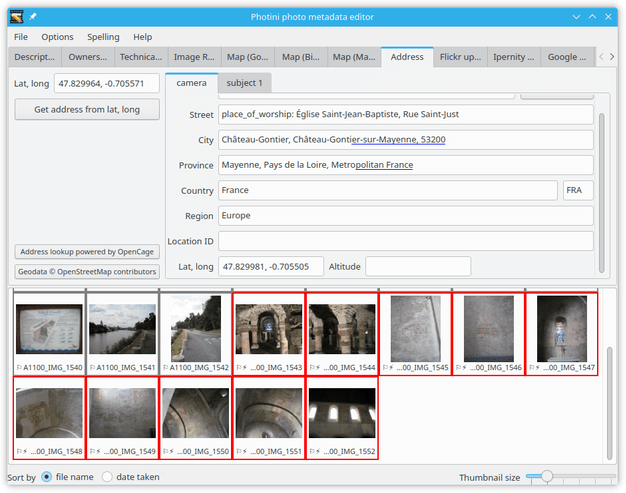 Photini photo metadata editor
File Options Spelling Help
Descript... Owners... Technica... Image R... Map (Go... Map (Bi... Map (Ma... Address Flickr up... Ipernity ... Google ...
Lat, long 47.829964, -0.705571
camera subject 1
Get address from lat, long
Street place_of_worship: Église Saint-Jean-Baptiste, Rue Saint-Just
City Château-Gontier, Château-Gontier-sur-Mayenne, 53200
Province Mayenne, Pays de la Loire, Metropolitan France
Country France FRA
Region Europe
Location ID
Address lookup powered by OpenCage
Geodata © OpenStreetMap contributors
Lat, long 47.829981, -0.705505 Altitude
A1100_IMG_1540 A1100_IMG_1541 A1100_IMG_1542 ...00_IMG_1543 ...00_IMG_1544 ...00_IMG_1545 ...00_IMG_1546 ...00_IMG_1547
...00_IMG_1548 ...00_IMG_1549 ...00_IMG_1550 ...00_IMG_1551 ...00_IMG_1552
Sort by file name date taken Thumbnail size